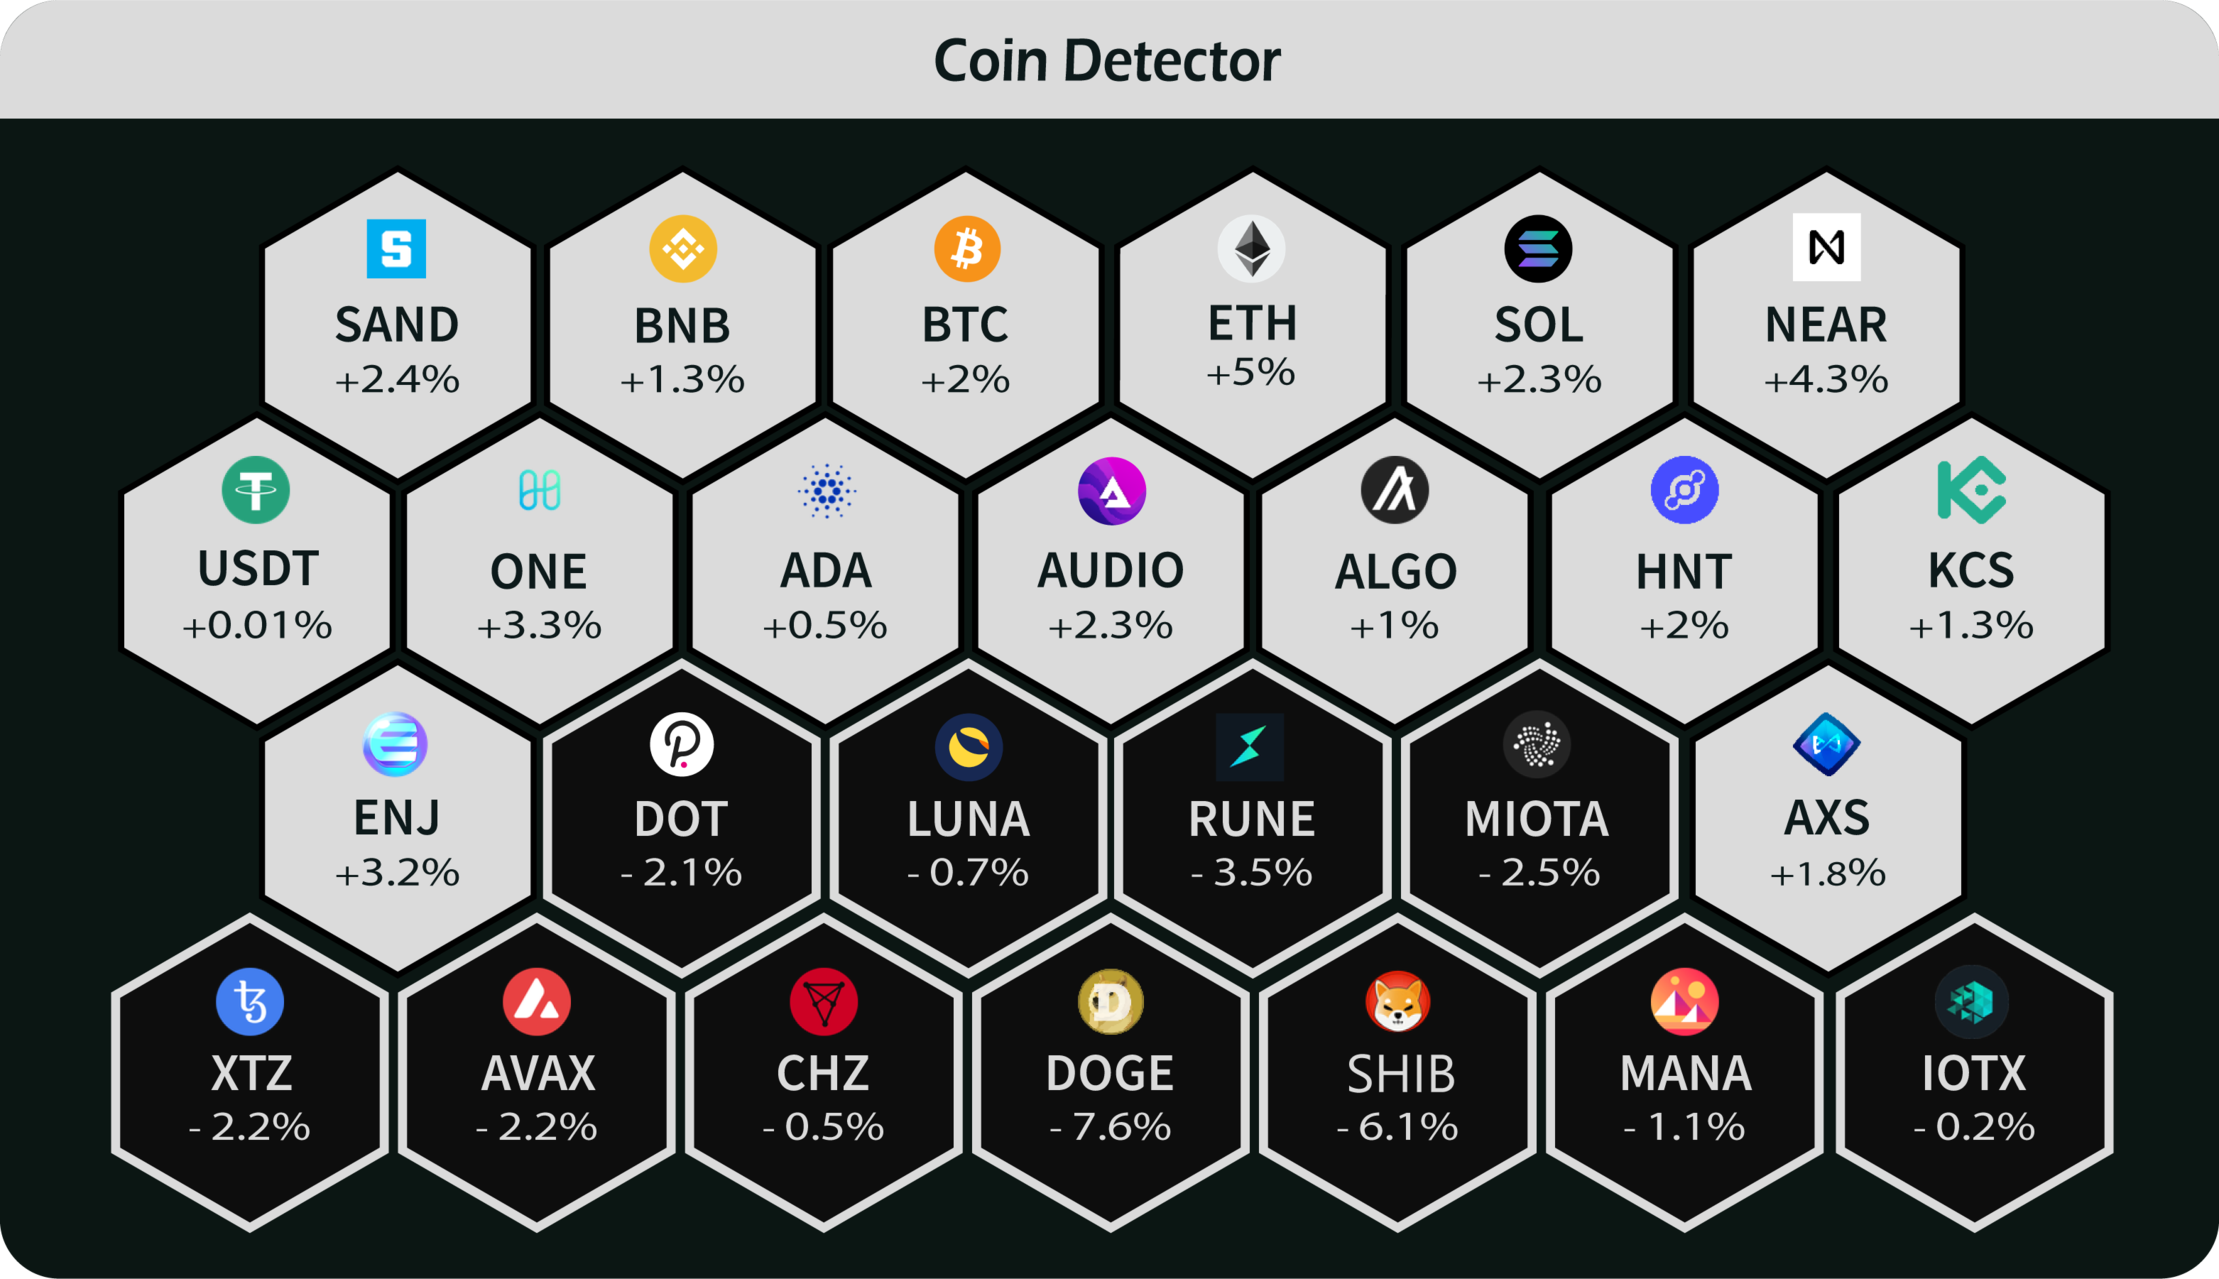 Coin Detector
SAND
+2.4%
BNB
+1.3%
BTC
+2%
ETH
+5%
SOL
+2.3%
NEAR
+4.3%
USDT
+0.01%
ONE
+3.3%
ADA
+0.5%
AUDIO
+2.3%
ALGO
+1%
HNT
+2%
KCS
+1.3%
ENJ
+3.2%
DOT
- 2.1%
LUNA
- 0.7%
RUNE
- 3.5%
MIOTA
- 2.5%
AXS
+1.8%
XTZ
- 2.2%
AVAX
- 2.2%
CHZ
- 0.5%
DOGE
- 7.6%
SHIB
- 6.1%
MANA
- 1.1%
IOTX
- 0.2%